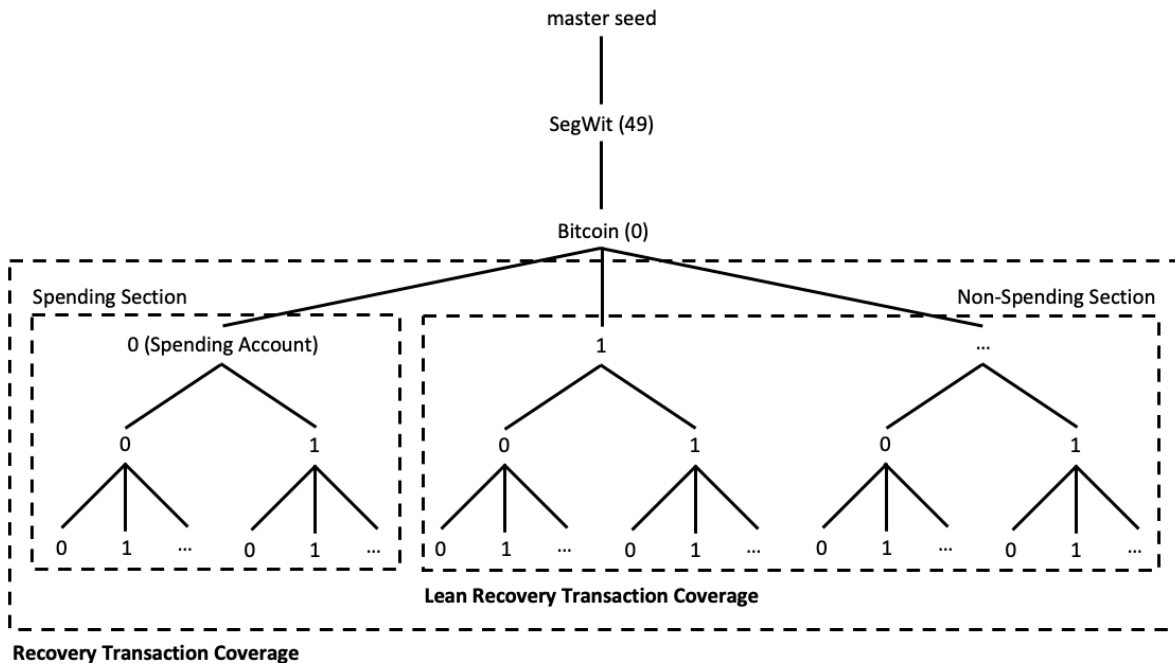 master seed
SegWit (49)
Bitcoin (0)
Spending Section
Non-Spending Section
0 (Spending Account)
1
...
0 1 0 1 0 1
0 1 ... 0 1 ... 0 1 ... 0 1 ... 0 1 ... 0 1 ...
Lean Recovery Transaction Coverage
Recovery Transaction Coverage